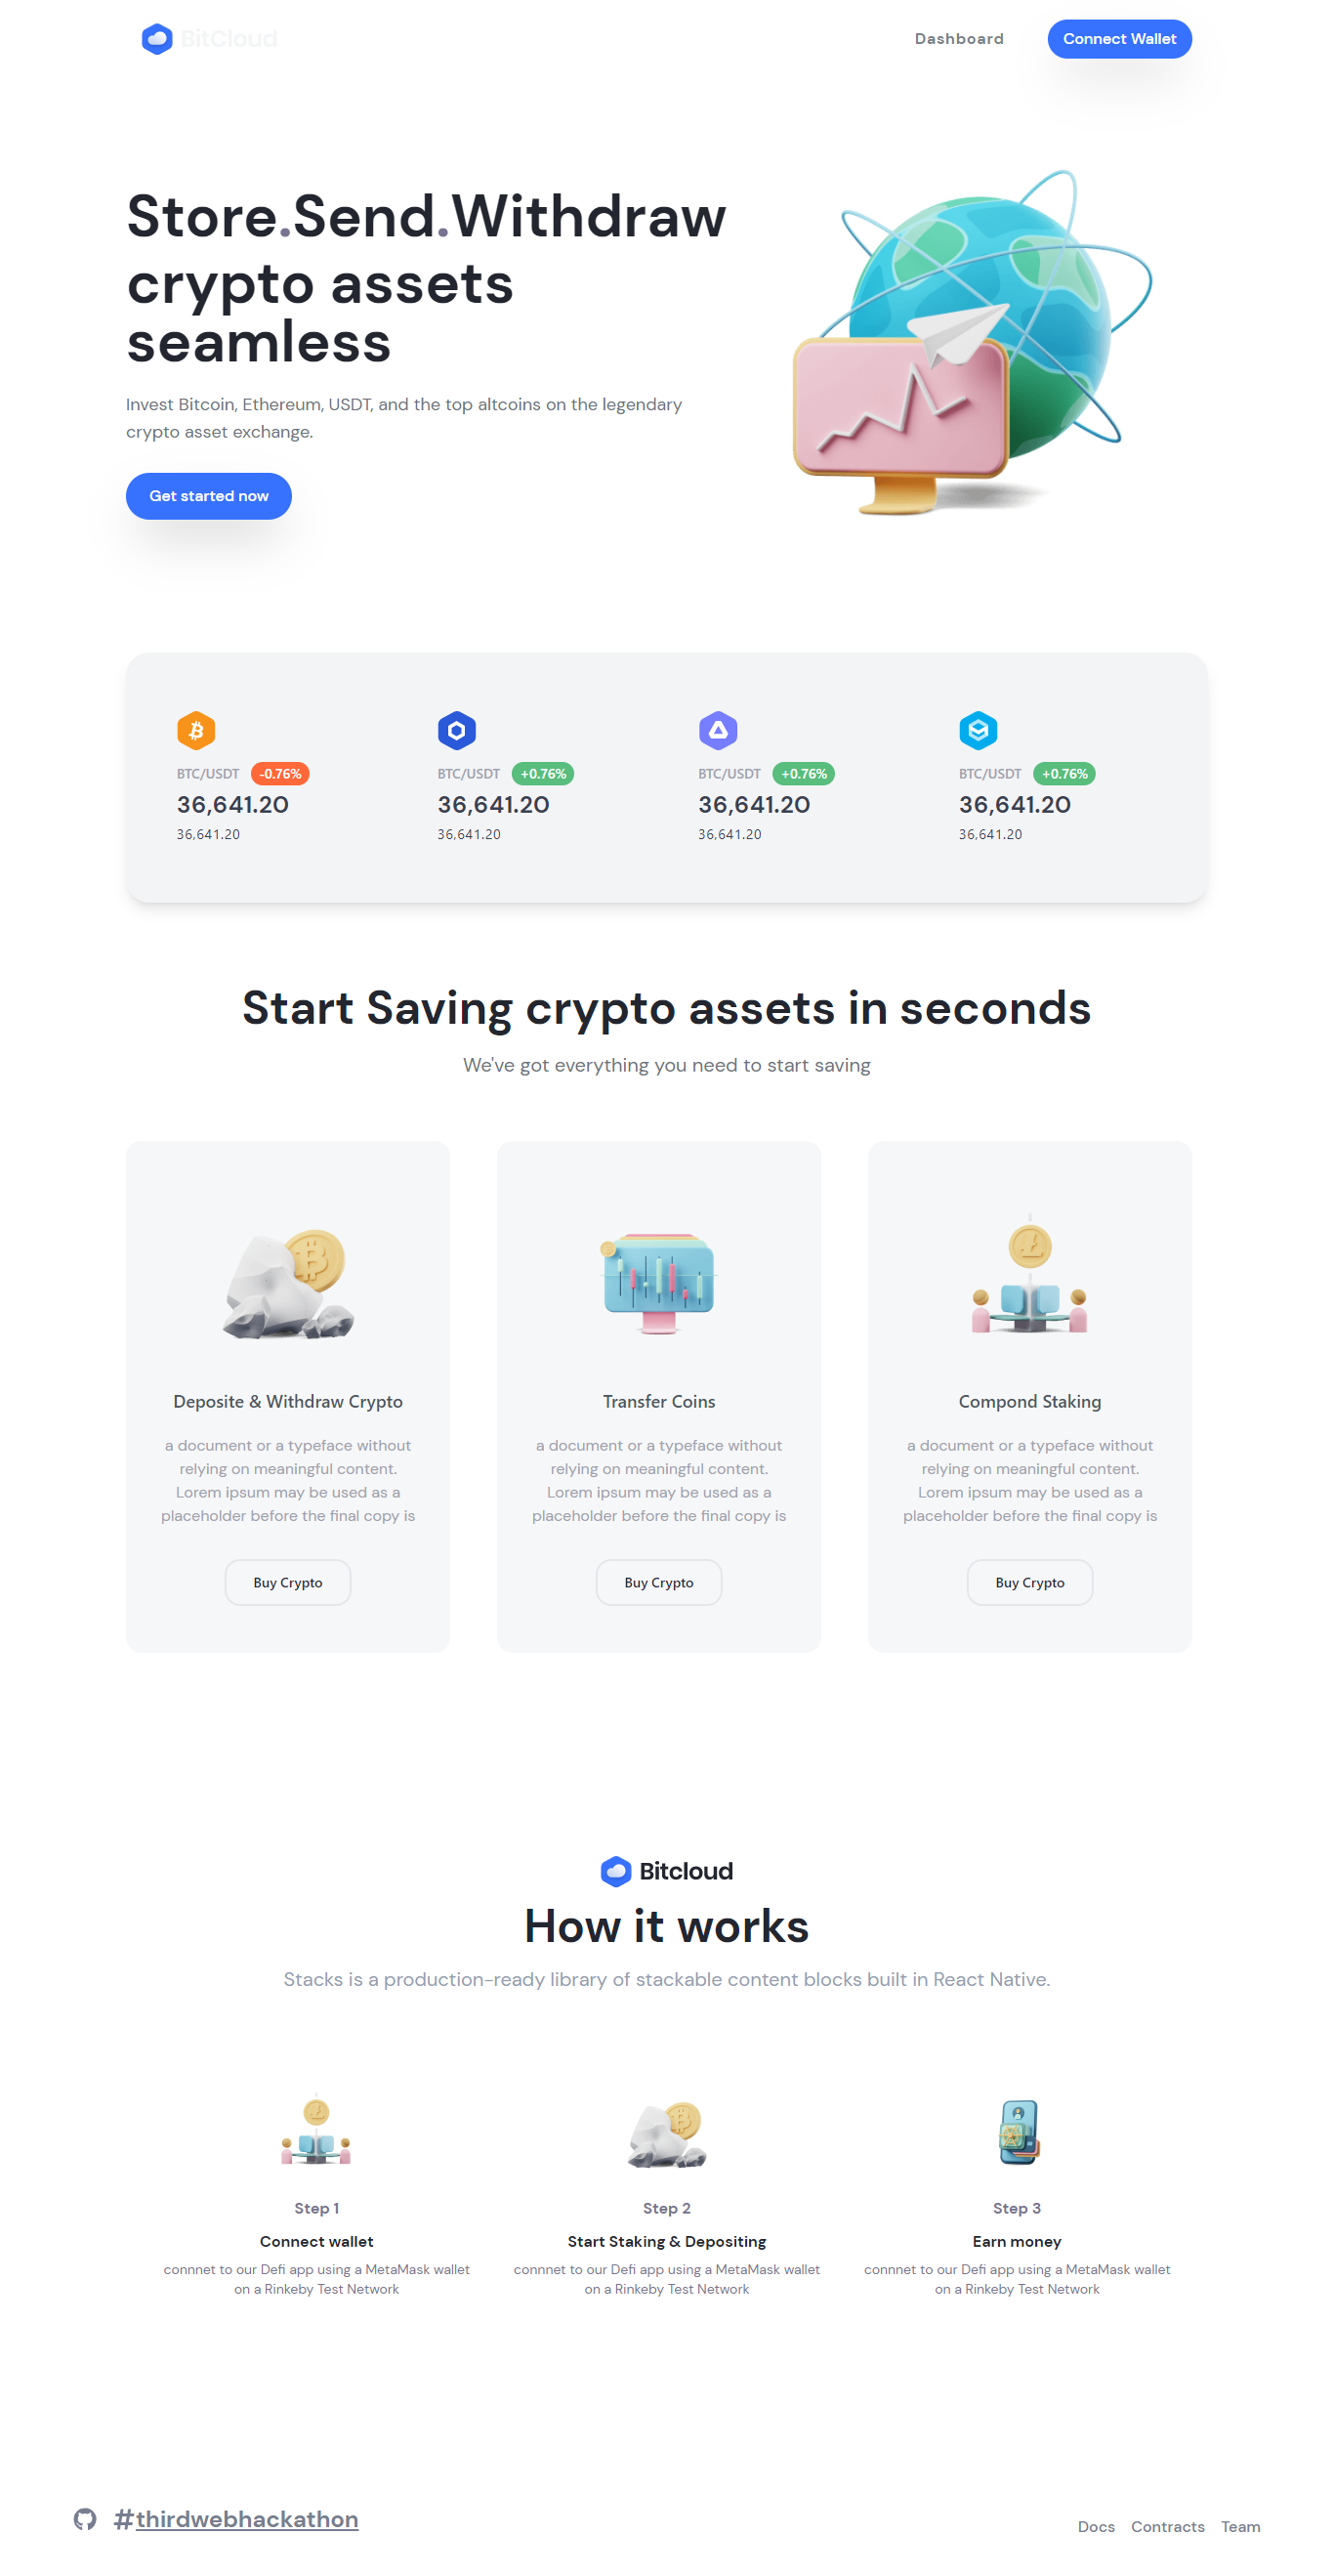 BitCloud
Dashboard
Connect Wallet
Store.Send.Withdraw
crypto assets
seamless
Invest Bitcoin, Ethereum, USDT, and the top altcoins on the legendary
crypto asset exchange.
Get started now
BTC/USDT -0.76%
36,641.20
36,641.20
BTC/USDT +0.76%
36,641.20
36,641.20
BTC/USDT +0.76%
36,641.20
36,641.20
BTC/USDT +0.76%
36,641.20
36,641.20
Start Saving crypto assets in seconds
We've got everything you need to start saving
Deposite & Withdraw Crypto
a document or a typeface without
relying on meaningful content.
Lorem ipsum may be used as a
placeholder before the final copy is
Buy Crypto
Transfer Coins
a document or a typeface without
relying on meaningful content.
Lorem ipsum may be used as a
placeholder before the final copy is
Buy Crypto
Compond Staking
a document or a typeface without
relying on meaningful content.
Lorem ipsum may be used as a
placeholder before the final copy is
Buy Crypto
Bitcloud
How it works
Stacks is a production-ready library of stackable content blocks built in React Native.
Step 1
Connect wallet
connnet to our Defi app using a MetaMask wallet
on a Rinkeby Test Network
Step 2
Start Staking & Depositing
connnet to our Defi app using a MetaMask wallet
on a Rinkeby Test Network
Step 3
Earn money
connnet to our Defi app using a MetaMask wallet
on a Rinkeby Test Network
#thirdwebhackathon
Docs
Contracts
Team